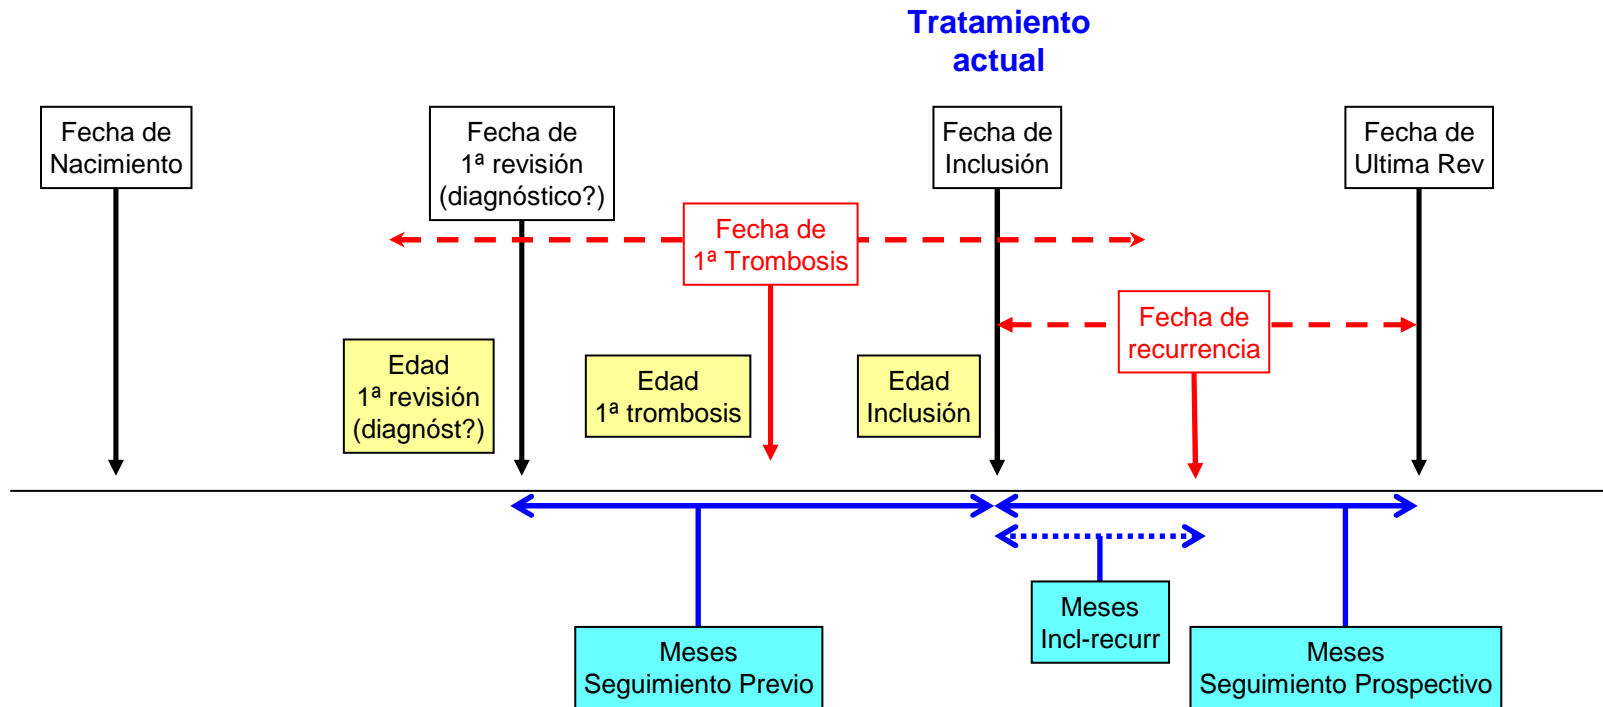 Tratamiento
actual
Fecha de
Nacimiento
Fecha de
1ª revisión
(diagnóstico?)
Fecha de
Inclusión
Fecha de
Ultima Rev
Fecha de
1ª Trombosis
Fecha de
recurrencia
Edad
1ª revisión
(diagnóst?)
Edad
1ª trombosis
Edad
Inclusión
Meses
Incl-recurr
Meses
Seguimiento Previo
Meses
Seguimiento Prospectivo